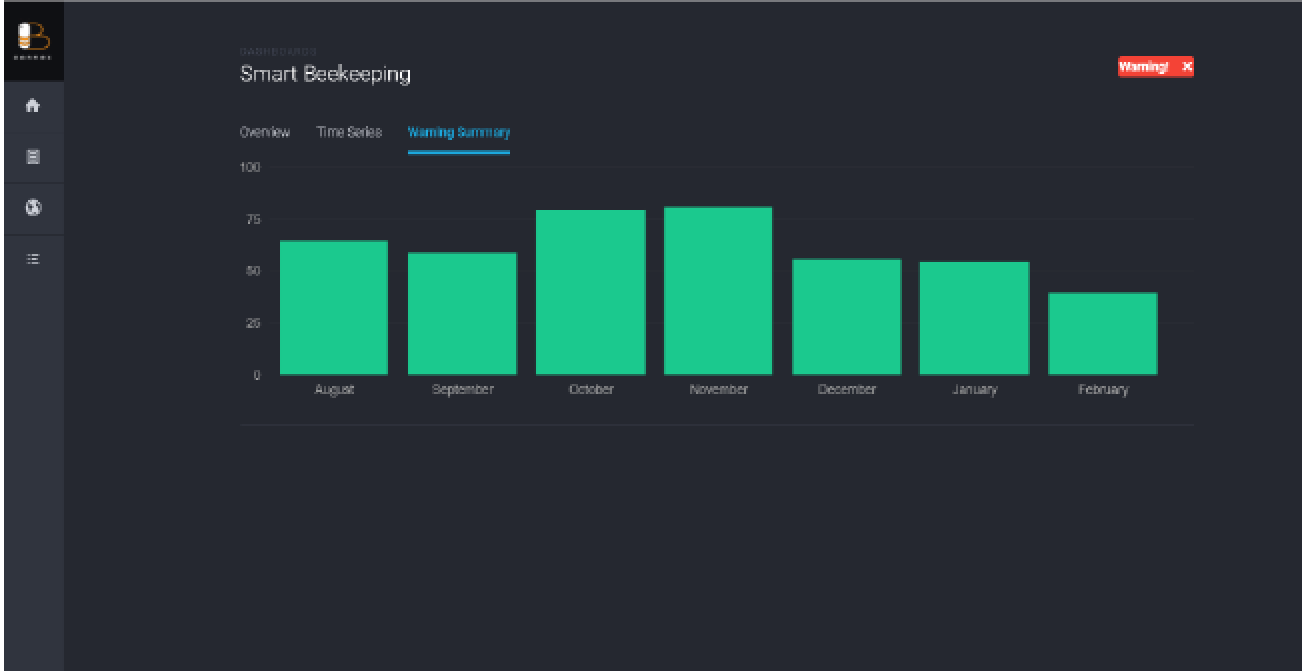 DASHBOARDS
Smart Beekeeping
Warning! ×
Overview Time Series Warning Summary
100
75
50
25
0
August September October November December January February